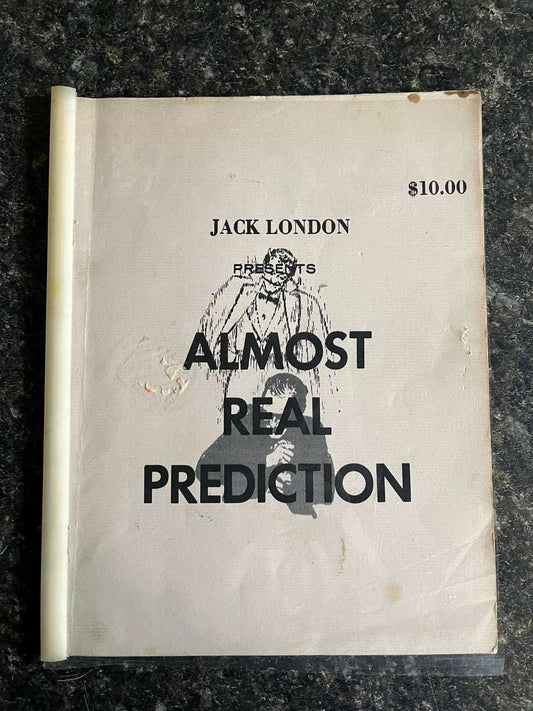 $10.00
JACK LONDON
PRESENTS
ALMOST
REAL
PREDICTION